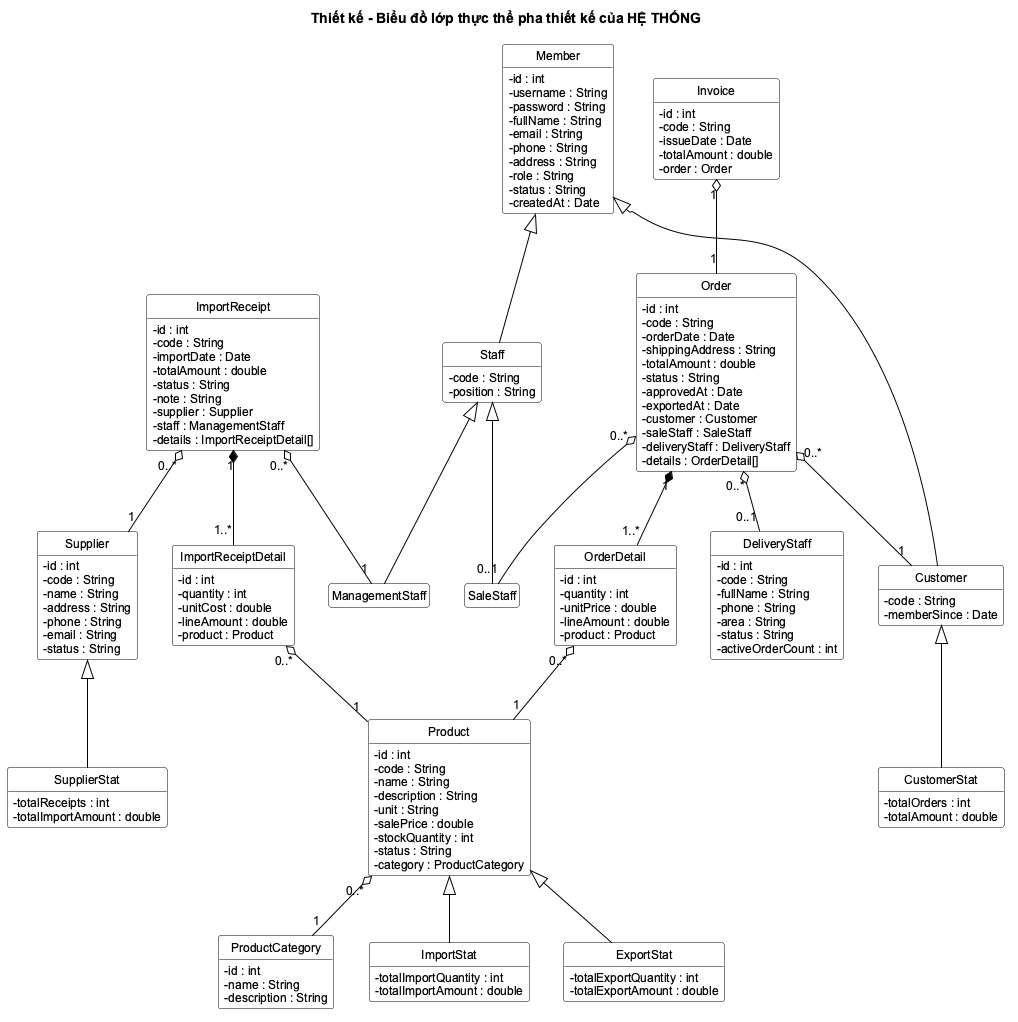 Thiết kế - Biểu đồ lớp thực thể pha thiết kế của HỆ THỐNG
Member
-id : int
-username : String
-password : String
-fullName : String
-email : String
-phone : String
-address : String
-role : String
-status : String
-createdAt : Date
Invoice
-id : int
-code : String
-issueDate : Date
-totalAmount : double
-order : Order
1
1
ImportReceipt
-id : int
-code : String
-importDate : Date
-totalAmount : double
-status : String
-note : String
-supplier : Supplier
-staff : ManagementStaff
-details : ImportReceiptDetail[]
Staff
-code : String
-position : String
Order
-id : int
-code : String
-orderDate : Date
-shippingAddress : String
-totalAmount : double
-status : String
-approvedAt : Date
-exportedAt : Date
-customer : Customer
-saleStaff : SaleStaff
-deliveryStaff : DeliveryStaff
-details : OrderDetail[]
0..*
1
0..*
0..*
1
0..*
0..*
1
1..*
1
0..1
1..*
0..1
1
Supplier
-id : int
-code : String
-name : String
-address : String
-phone : String
-email : String
-status : String
ImportReceiptDetail
-id : int
-quantity : int
-unitCost : double
-lineAmount : double
-product : Product
ManagementStaff
SaleStaff
OrderDetail
-id : int
-quantity : int
-unitPrice : double
-lineAmount : double
-product : Product
DeliveryStaff
-id : int
-code : String
-fullName : String
-phone : String
-area : String
-status : String
-activeOrderCount : int
Customer
-code : String
-memberSince : Date
0..*
0..*
1
1
SupplierStat
-totalReceipts : int
-totalImportAmount : double
Product
-id : int
-code : String
-name : String
-description : String
-unit : String
-salePrice : double
-stockQuantity : int
-status : String
-category : ProductCategory
CustomerStat
-totalOrders : int
-totalAmount : double
0..*
1
ProductCategory
-id : int
-name : String
-description : String
ImportStat
-totalImportQuantity : int
-totalImportAmount : double
ExportStat
-totalExportQuantity : int
-totalExportAmount : double